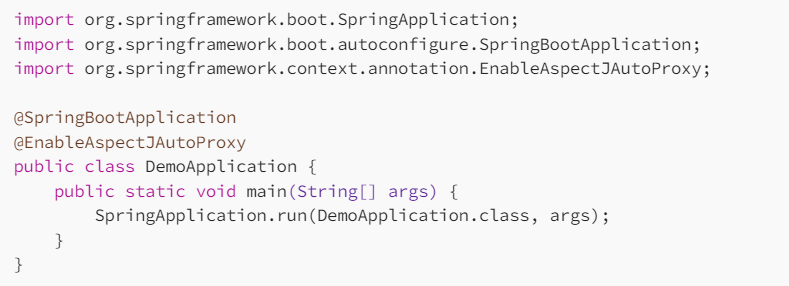 import org.springframework.boot.SpringApplication;
import org.springframework.boot.autoconfigure.SpringBootApplication;
import org.springframework.context.annotation.EnableAspectJAutoProxy;

@SpringBootApplication
@EnableAspectJAutoProxy
public class DemoApplication {
    public static void main(String[] args) {
        SpringApplication.run(DemoApplication.class, args);
    }
}